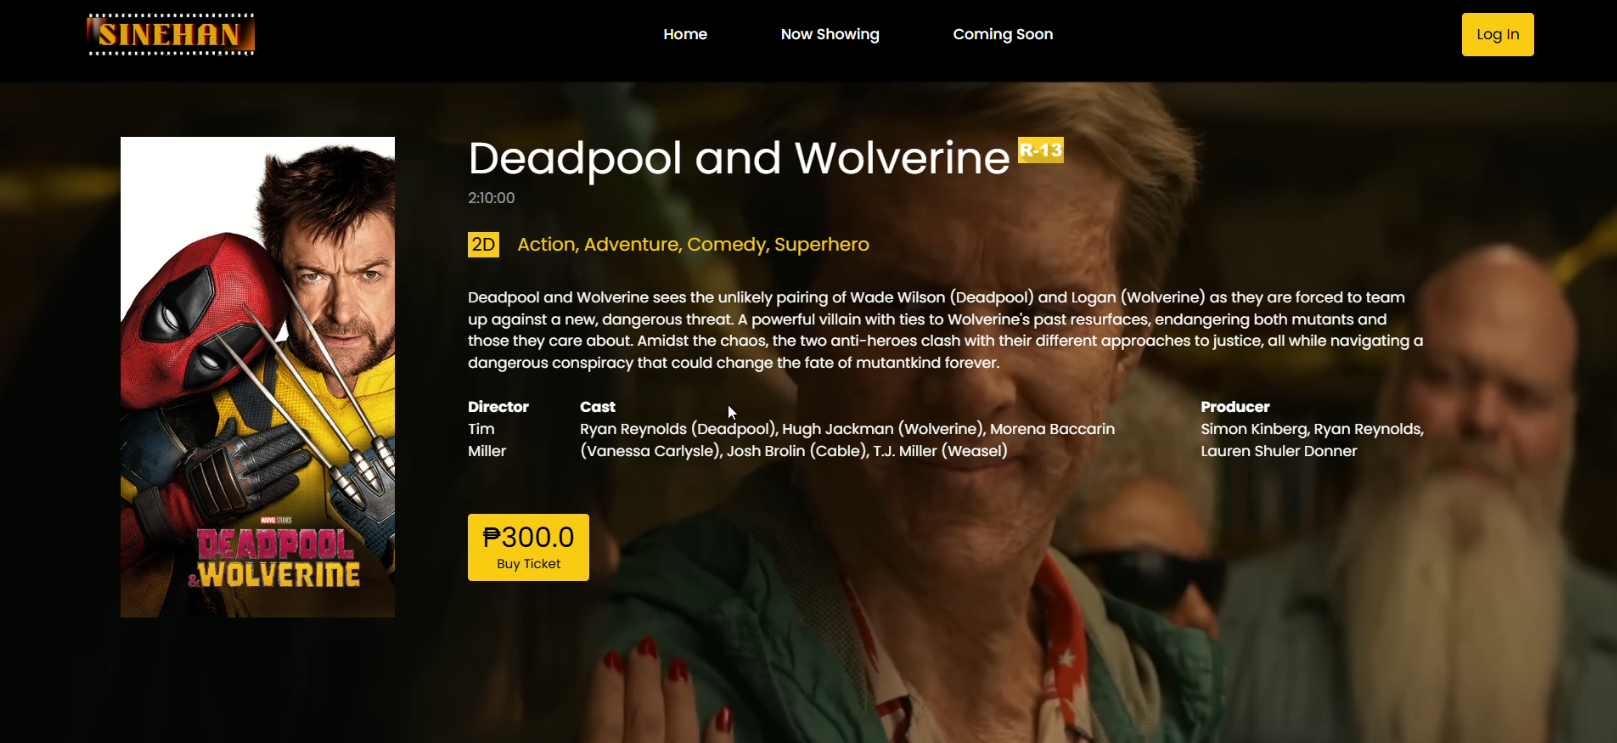 SINEHAN
Home
Now Showing
Coming Soon
Log In
Deadpool and Wolverine R-13
2:10:00
2D Action, Adventure, Comedy, Superhero
Deadpool and Wolverine sees the unlikely pairing of Wade Wilson (Deadpool) and Logan (Wolverine) as they are forced to team
up against a new, dangerous threat. A powerful villain with ties to Wolverine's past resurfaces, endangering both mutants and
those they care about. Amidst the chaos, the two anti-heroes clash with their different approaches to justice, all while navigating a
dangerous conspiracy that could change the fate of mutantkind forever.
Director
Tim
Miller
Cast
Ryan Reynolds (Deadpool), Hugh Jackman (Wolverine), Morena Baccarin
(Vanessa Carlysle), Josh Brolin (Cable), T.J. Miller (Weasel)
Producer
Simon Kinberg, Ryan Reynolds,
Lauren Shuler Donner
₱300.0
Buy Ticket
MARVEL STUDIOS
DEADPOOL
& WOLVERINE